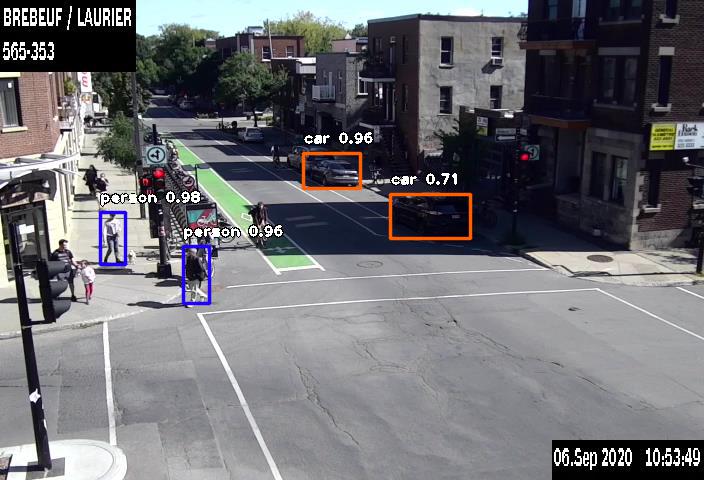 BREBEUF / LAURIER
565-353
car 0.96
car 0.71
person 0.98
person 0.96
06.Sep 2020 10:53:49